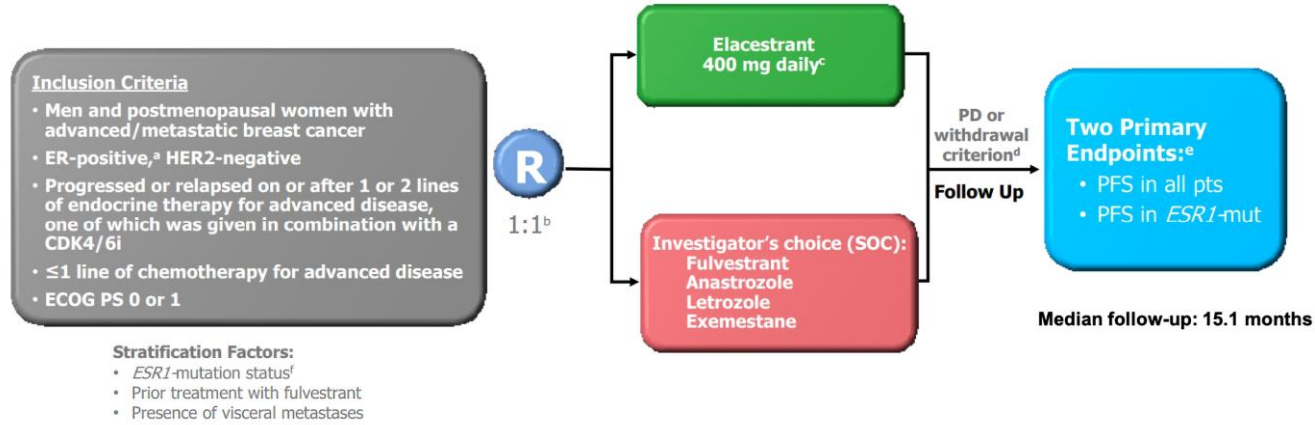 Inclusion Criteria
• Men and postmenopausal women with
advanced/metastatic breast cancer
• ER-positive,ᵃ HER2-negative
• Progressed or relapsed on or after 1 or 2 lines
of endocrine therapy for advanced disease,
one of which was given in combination with a
CDK4/6i
• ≤1 line of chemotherapy for advanced disease
• ECOG PS 0 or 1
Stratification Factors:
• ESR1-mutation statusᶠ
• Prior treatment with fulvestrant
• Presence of visceral metastases
R
1:1ᵇ
Elacestrant
400 mg dailyᶜ
Investigator's choice (SOC):
Fulvestrant
Anastrozole
Letrozole
Exemestane
PD or
withdrawal
criterionᵈ
Follow Up
Two Primary
Endpoints:ᵉ
• PFS in all pts
• PFS in ESR1-mut
Median follow-up: 15.1 months